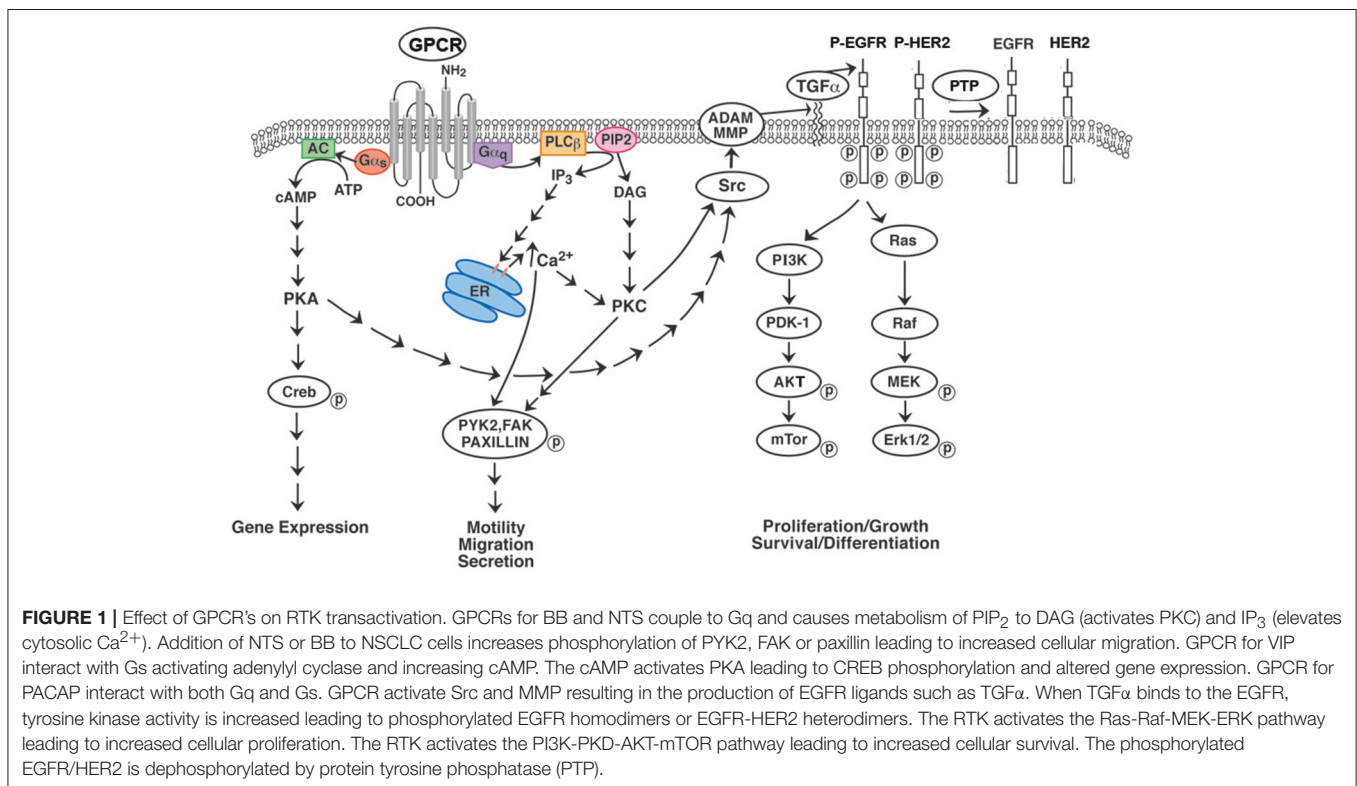 GPCR
NH2
P-EGFR P-HER2 EGFR HER2
TGFα
PTP
ADAM
MMP
AC
Gαs
Gαq
PLCβ
PIP2
cAMP
ATP
COOH
IP3
DAG
Src
P P P P
P P P P
Ca2+
ER
PKA
PKC
PI3K
Ras
PDK-1
Raf
Creb
P
AKT
P
MEK
P
PYK2,FAK
PAXILLIN
P
mTor
P
Erk1/2
P
Gene Expression
Motility
Migration
Secretion
Proliferation/Growth
Survival/Differentiation
FIGURE 1 | Effect of GPCR's on RTK transactivation. GPCRs for BB and NTS couple to Gq and causes metabolism of PIP2 to DAG (activates PKC) and IP3 (elevates
cytosolic Ca2+). Addition of NTS or BB to NSCLC cells increases phosphorylation of PYK2, FAK or paxillin leading to increased cellular migration. GPCR for VIP
interact with Gs activating adenylyl cyclase and increasing cAMP. The cAMP activates PKA leading to CREB phosphorylation and altered gene expression. GPCR for
PACAP interact with both Gq and Gs. GPCR activate Src and MMP resulting in the production of EGFR ligands such as TGFα. When TGFα binds to the EGFR,
tyrosine kinase activity is increased leading to phosphorylated EGFR homodimers or EGFR-HER2 heterodimers. The RTK activates the Ras-Raf-MEK-ERK pathway
leading to increased cellular proliferation. The RTK activates the PI3K-PKD-AKT-mTOR pathway leading to increased cellular survival. The phosphorylated
EGFR/HER2 is dephosphorylated by protein tyrosine phosphatase (PTP).